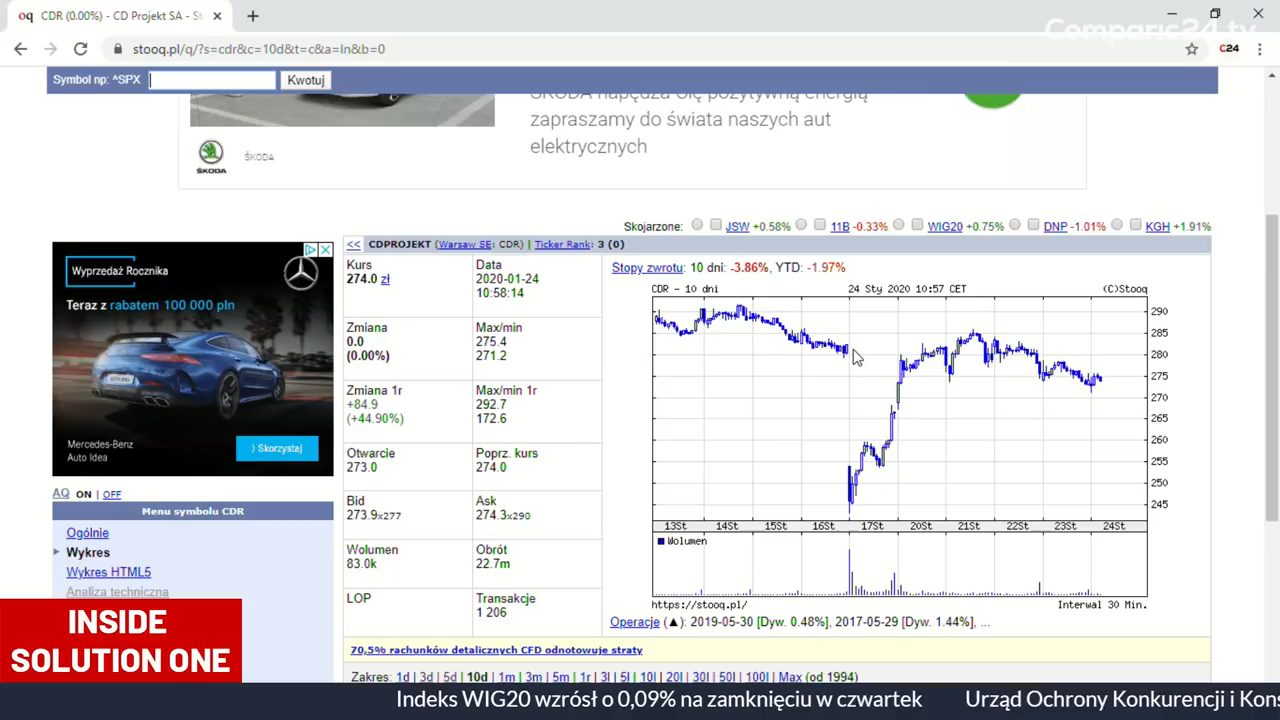 oq CDR (0.00%) - CD Projekt SA - St
Comparic24.tv
stooq.pl/q/?s=cdr&c=10d&t=c&a=ln&b=0
C24
Symbol np: ^SPX
Kwotuj
ŠKODA napędza się pozytywną energią
zapraszamy do świata naszych aut
elektrycznych
ŠKODA
ŠKODA
Skojarzone: JSW +0.58% 11B -0.33% WIG20 +0.75% DNP -1.01% KGH +1.91%
<< CDPROJEKT (Warsaw SE: CDR) | Ticker Rank: 3 (0)
Wyprzedaż Rocznika
Teraz z rabatem 100 000 pln
Mercedes-Benz
Auto Idea
Skorzystaj
Kurs
274.0 zł
Data
2020-01-24
10:58:14
Zmiana
0.0
(0.00%)
Max/min
275.4
271.2
Zmiana 1r
+84.9
(+44.90%)
Max/min 1r
292.7
172.6
Otwarcie
273.0
Poprz. kurs
274.0
Bid
273.9x277
Ask
274.3x290
Wolumen
83.0k
Obrót
22.7m
LOP
Transakcje
1 206
Stopy zwrotu: 10 dni: -3.86%, YTD: -1.97%
CDR - 10 dni 24 Sty 2020 10:57 CET (C)Stooq
290
285
280
275
270
265
260
255
250
245
13St 14St 15St 16St 17St 20St 21St 22St 23St 24St
Wolumen
https://stooq.pl/ Interwal 30 Min.
Operacje (▲): 2019-05-30 [Dyw. 0.48%], 2017-05-29 [Dyw. 1.44%], ...
70,5% rachunków detalicznych CFD odnotowuje straty
Zakres: 1d | 3d | 5d | 10d | 1m | 3m | 5m | 1r | 3l | 5l | 10l | 20l | 30l | 50l | 100l | Max (od 1994)
AQ ON | OFF
Menu symbolu CDR
Ogólnie
Wykres
Wykres HTML5
Analiza techniczna
INSIDE
SOLUTION ONE
Indeks WIG20 wzrósł o 0,09% na zamknięciu w czwartek Urząd Ochrony Konkurencji i Kons